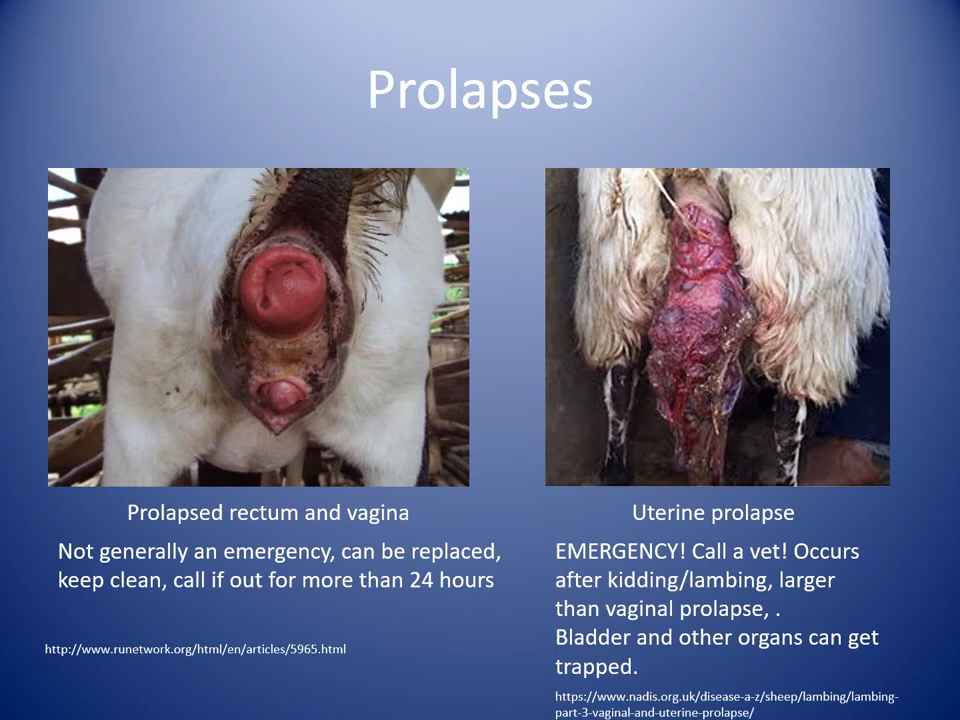 Prolapses
Prolapsed rectum and vagina
Not generally an emergency, can be replaced,
keep clean, call if out for more than 24 hours
http://www.runetwork.org/html/en/articles/5965.html
Uterine prolapse
EMERGENCY! Call a vet! Occurs
after kidding/lambing, larger
than vaginal prolapse, .
Bladder and other organs can get
trapped.
https://www.nadis.org.uk/disease-a-z/sheep/lambing/lambing-
part-3-vaginal-and-uterine-prolapse/